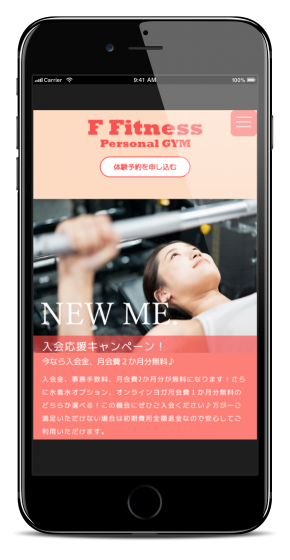 Carrier 9:41 AM 100%
F Fitness
Personal GYM
体験予約を申し込む
NEW ME.
入会応援キャンペーン！
今なら入会金、月会費２か月分無料♪
入会金、事務手数料、月会費2か月分が無料になります！さら
に水素水オプション、オンラインヨガ月会費１か月分無料の
どちらか選べる！この機会にぜひご入会ください♪万が一ご
満足いただけない場合は初期費用全額返金なので安心してご
利用いただけます。